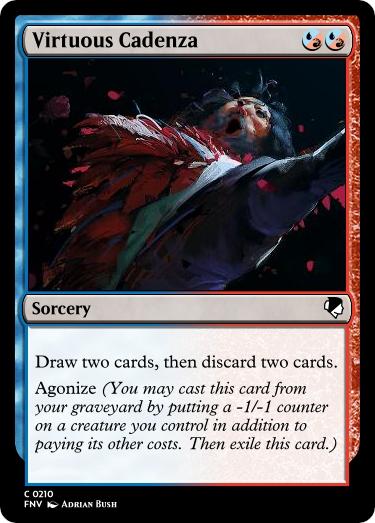 Virtuous Cadenza
Sorcery
Draw two cards, then discard two cards.
Agonize (You may cast this card from
your graveyard by putting a -1/-1 counter
on a creature you control in addition to
paying its other costs. Then exile this card.)
C 0210
FNV Adrian Bush